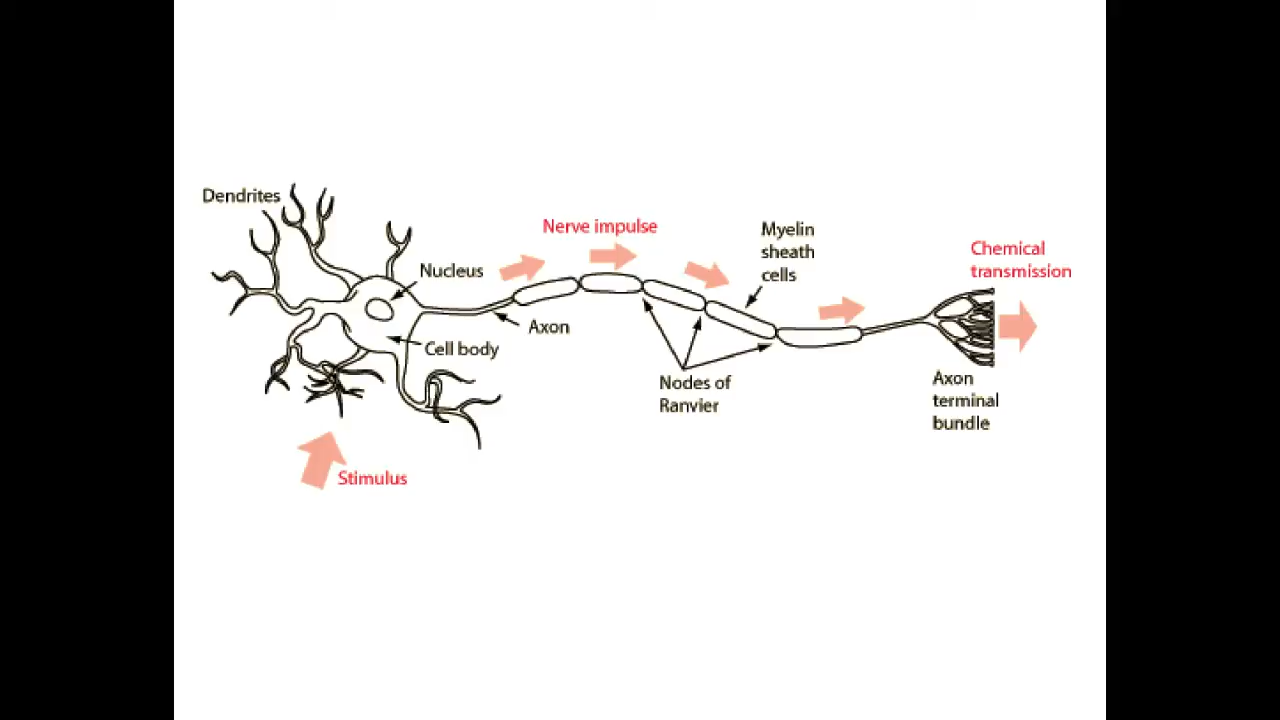 Dendrites
Nerve impulse
Myelin
sheath
cells
Chemical
transmission
Nucleus
Axon
Cell body
Nodes of
Ranvier
Axon
terminal
bundle
Stimulus